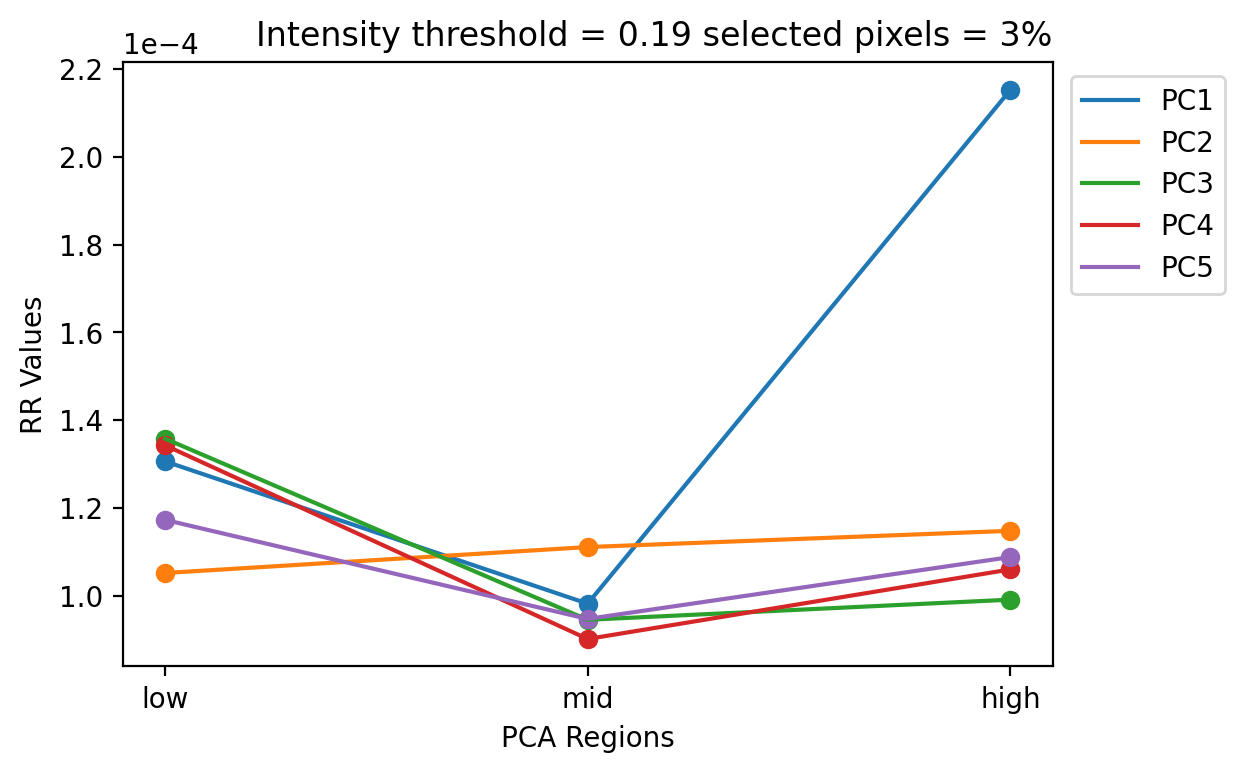 Intensity threshold = 0.19 selected pixels = 3%
1e−4
2.2
2.0
1.8
1.6
1.4
1.2
1.0
RR Values
low
mid
high
PCA Regions
PC1
PC2
PC3
PC4
PC5